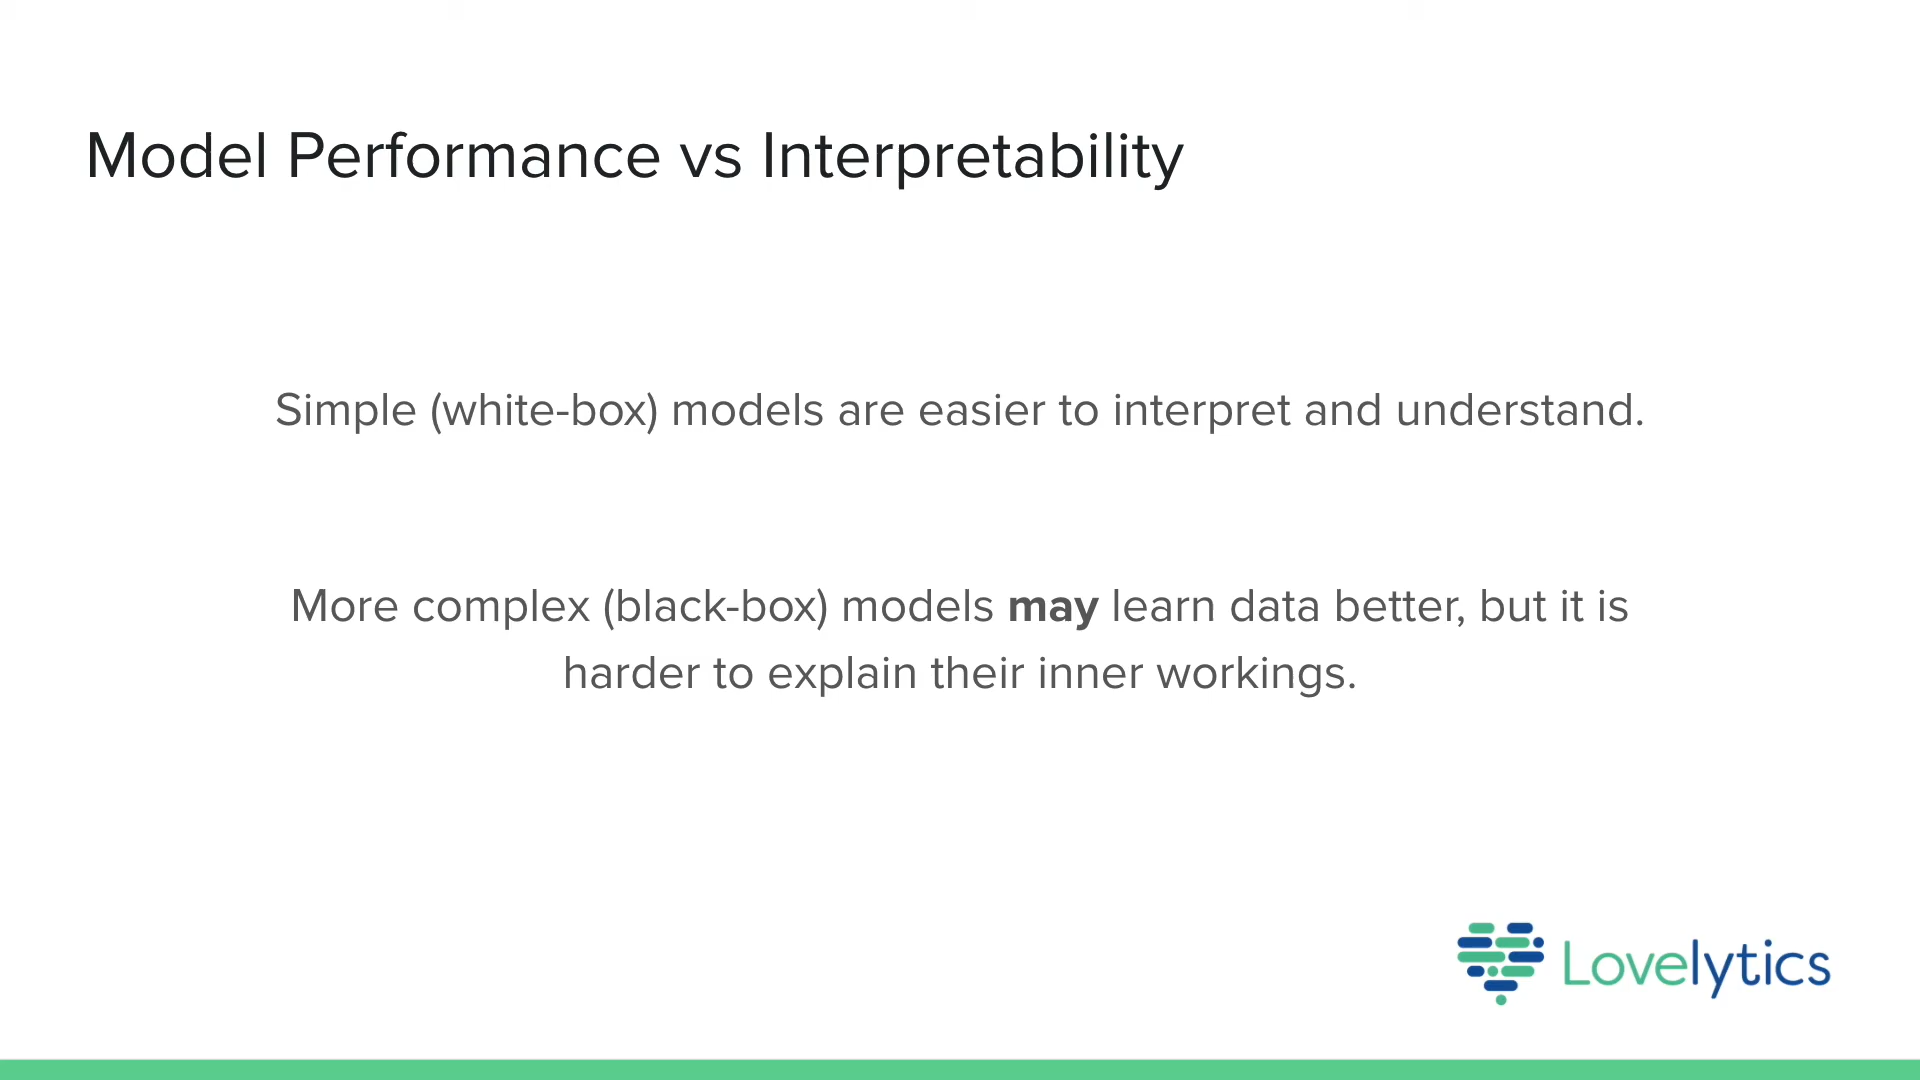 Model Performance vs Interpretability
Simple (white-box) models are easier to interpret and understand.
More complex (black-box) models may learn data better, but it is
harder to explain their inner workings.
Lovelytics